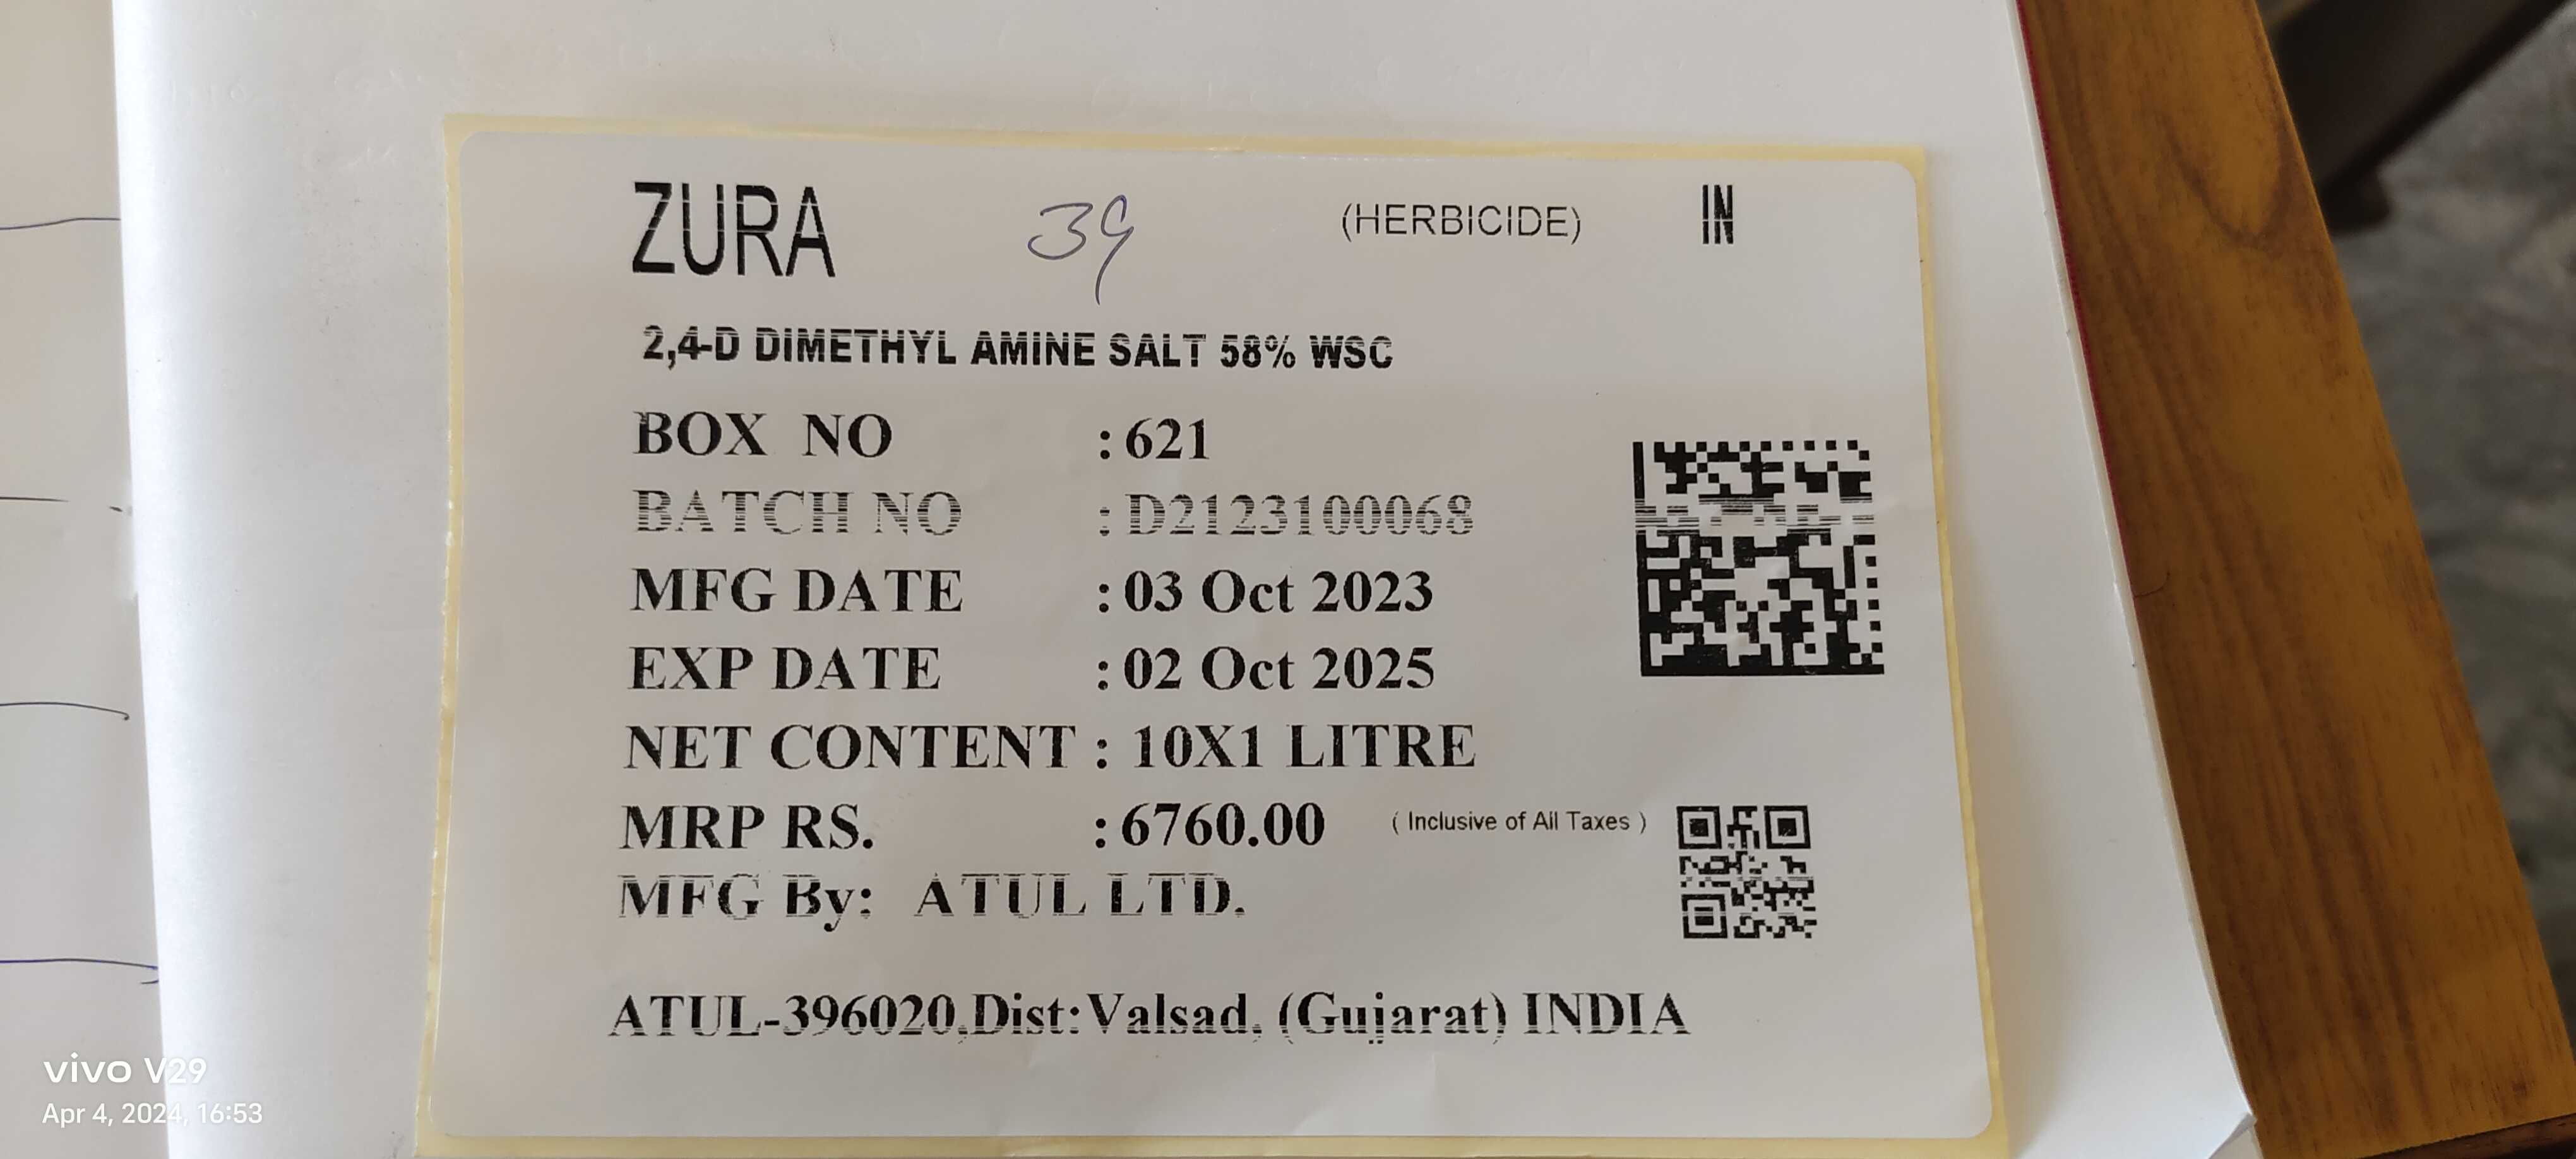 ZURA 39 (HERBICIDE) IN
2,4-D DIMETHYL AMINE SALT 58% WSC
BOX NO : 621
BATCH NO : D2123100068
MFG DATE : 03 Oct 2023
EXP DATE : 02 Oct 2025
NET CONTENT : 10X1 LITRE
MRP RS. : 6760.00 ( Inclusive of All Taxes )
MFG By: ATUL LTD.
ATUL-396020,Dist:Valsad, (Gujarat) INDIA
vivo V29
Apr 4, 2024, 16:53